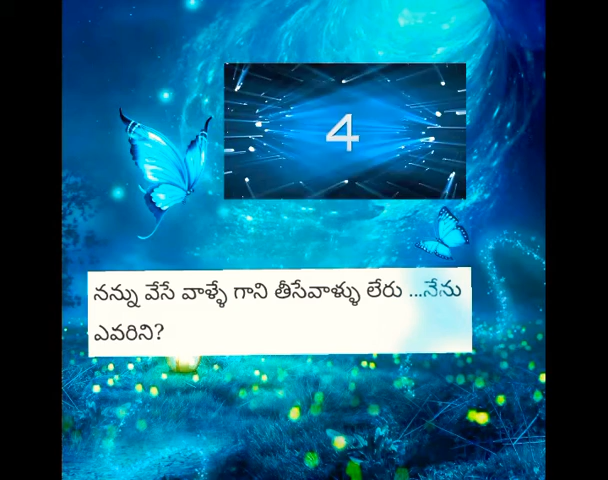 4
నన్ను వేసే వాళ్ళే గాని తీసేవాళ్ళు లేరు ...నేను
ఎవరిని?